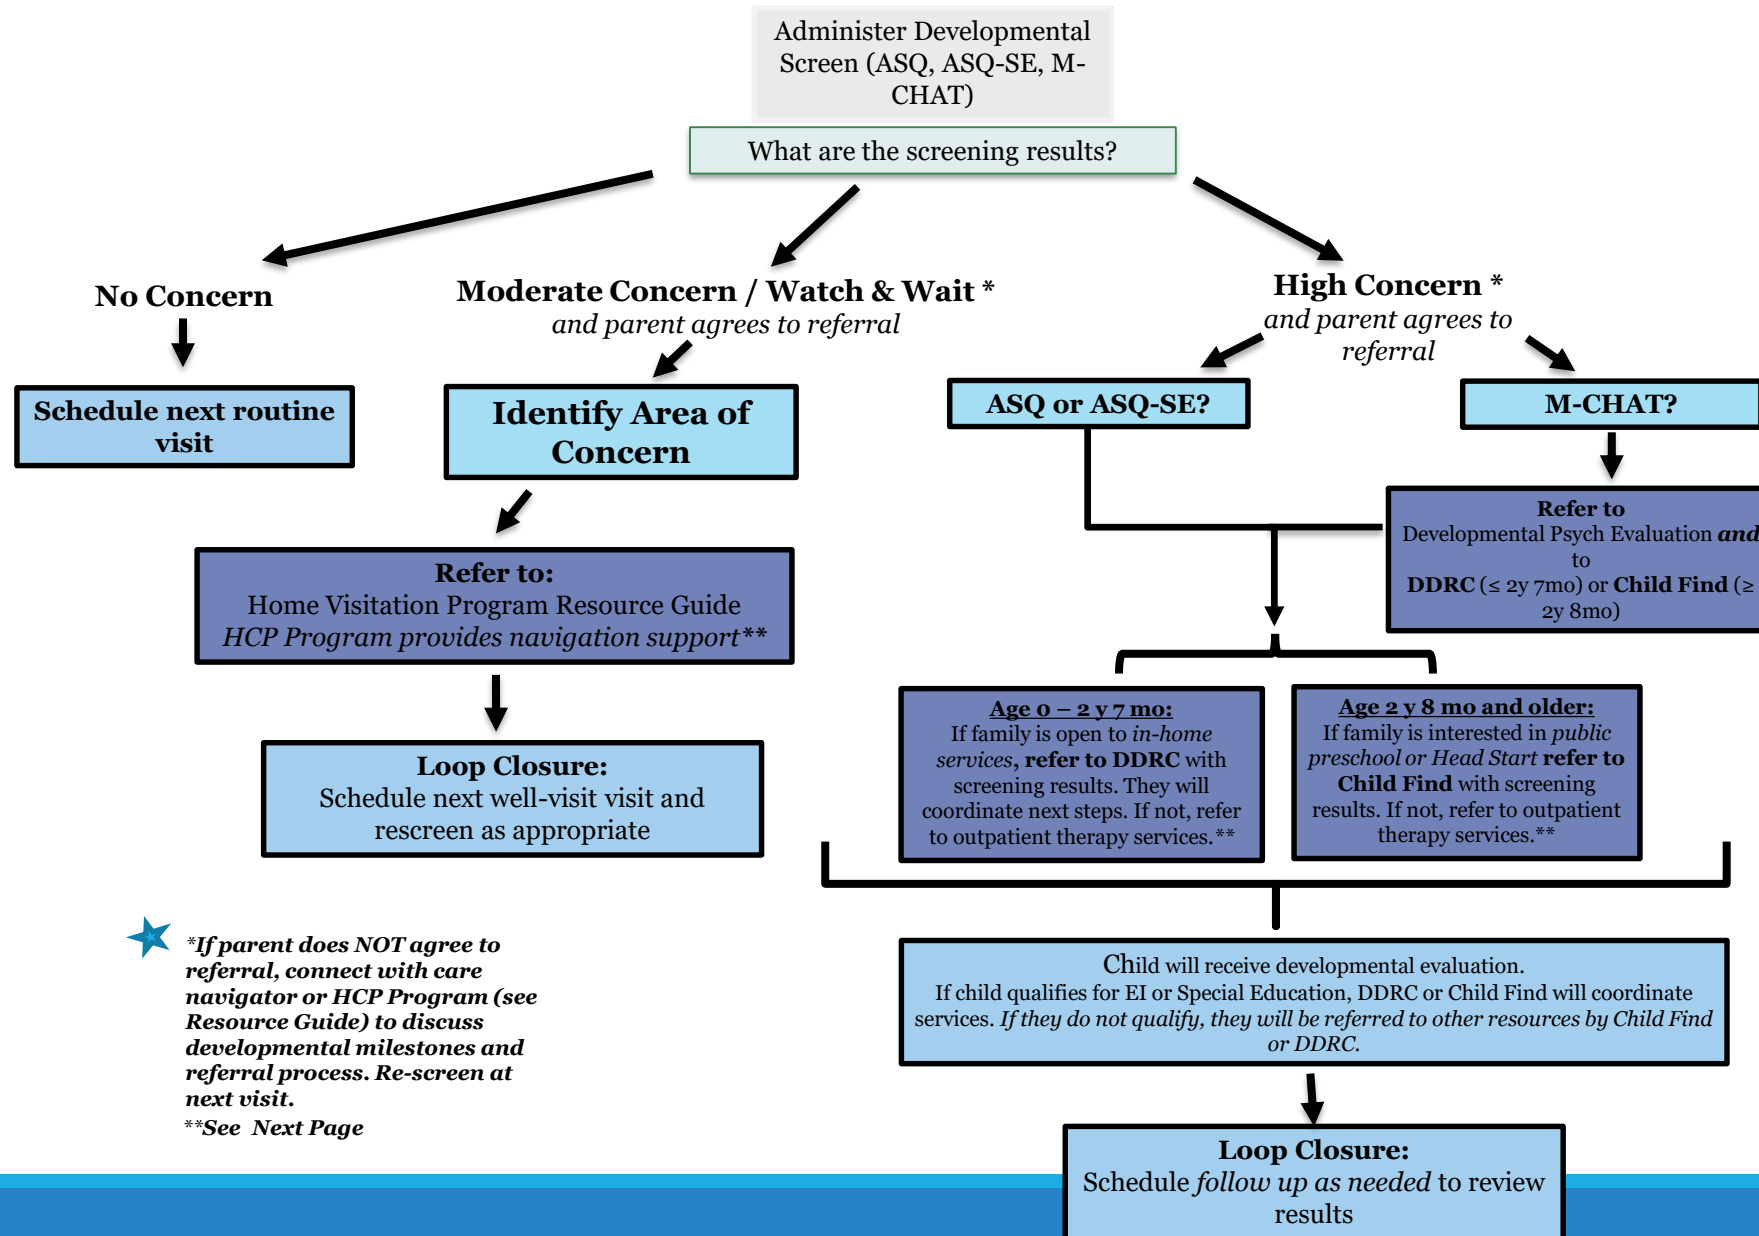 Administer Developmental
Screen (ASQ, ASQ-SE, M-
CHAT)
What are the screening results?
No Concern
Schedule next routine
visit
Moderate Concern / Watch & Wait *
and parent agrees to referral
Identify Area of
Concern
Refer to:
Home Visitation Program Resource Guide
HCP Program provides navigation support**
Loop Closure:
Schedule next well-visit visit and
rescreen as appropriate
High Concern *
and parent agrees to
referral
ASQ or ASQ-SE?
M-CHAT?
Refer to
Developmental Psych Evaluation and
to
DDRC (≤ 2y 7mo) or Child Find (≥
2y 8mo)
Age 0 – 2 y 7 mo:
If family is open to in-home
services, refer to DDRC with
screening results. They will
coordinate next steps. If not, refer
to outpatient therapy services.**
Age 2 y 8 mo and older:
If family is interested in public
preschool or Head Start refer to
Child Find with screening
results. If not, refer to outpatient
therapy services.**
Child will receive developmental evaluation.
If child qualifies for EI or Special Education, DDRC or Child Find will coordinate
services. If they do not qualify, they will be referred to other resources by Child Find
or DDRC.
Loop Closure:
Schedule follow up as needed to review
results
*If parent does NOT agree to
referral, connect with care
navigator or HCP Program (see
Resource Guide) to discuss
developmental milestones and
referral process. Re-screen at
next visit.
**See Next Page